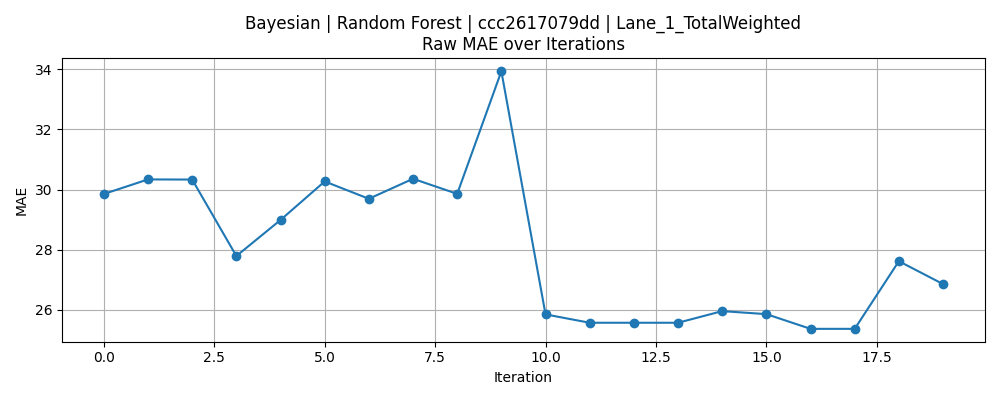 Bayesian | Random Forest | ccc2617079dd | Lane_1_TotalWeighted
Raw MAE over Iterations
MAE
34
32
30
28
26
0.0 2.5 5.0 7.5 10.0 12.5 15.0 17.5
Iteration